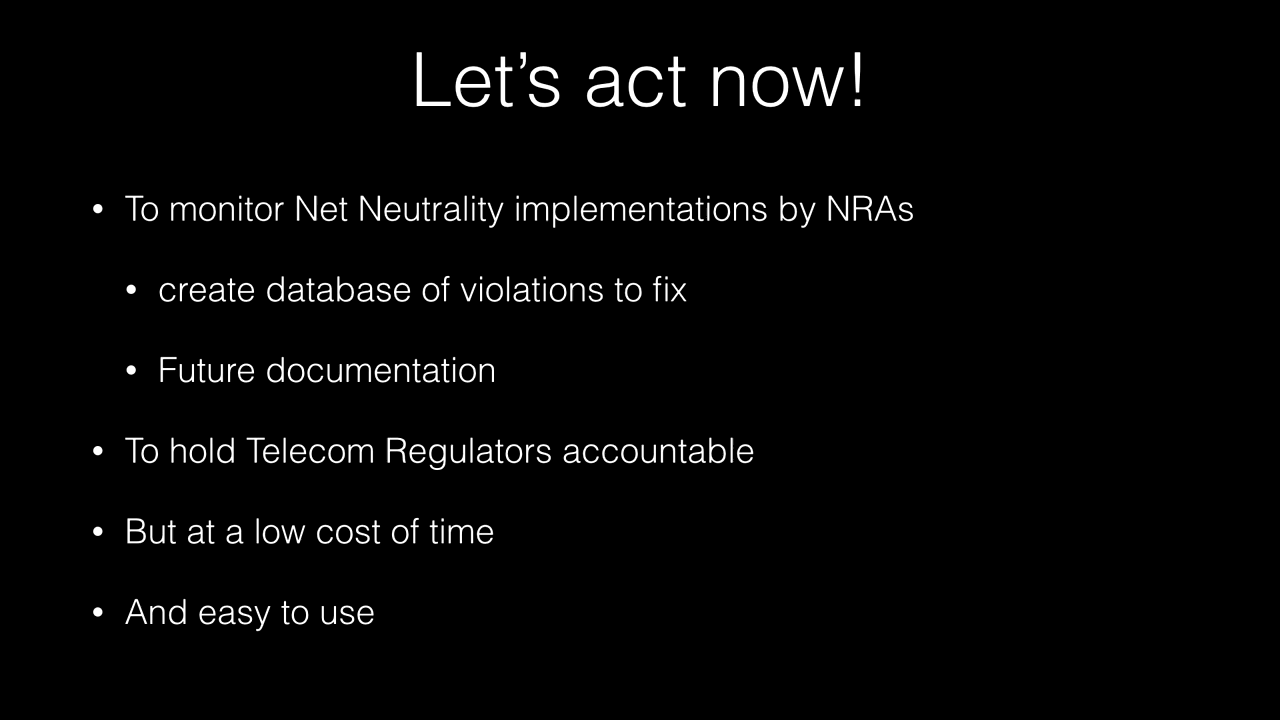 Let’s act now!
• To monitor Net Neutrality implementations by NRAs
• create database of violations to fix
• Future documentation
• To hold Telecom Regulators accountable
• But at a low cost of time
• And easy to use